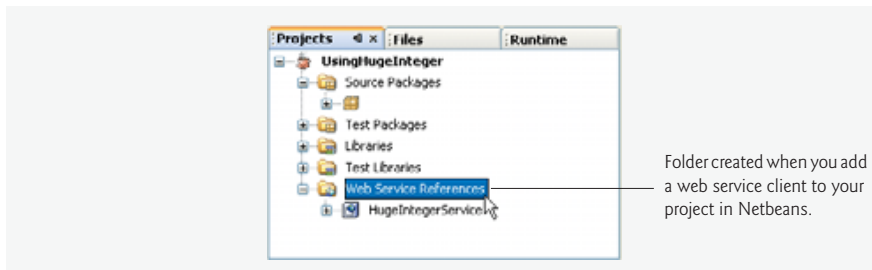 Projects
Files
Runtime
UsingHugeInteger
Source Packages
Test Packages
Libraries
Test Libraries
Web Service References
HugeIntegerService
Folder created when you add
a web service client to your
project in Netbeans.